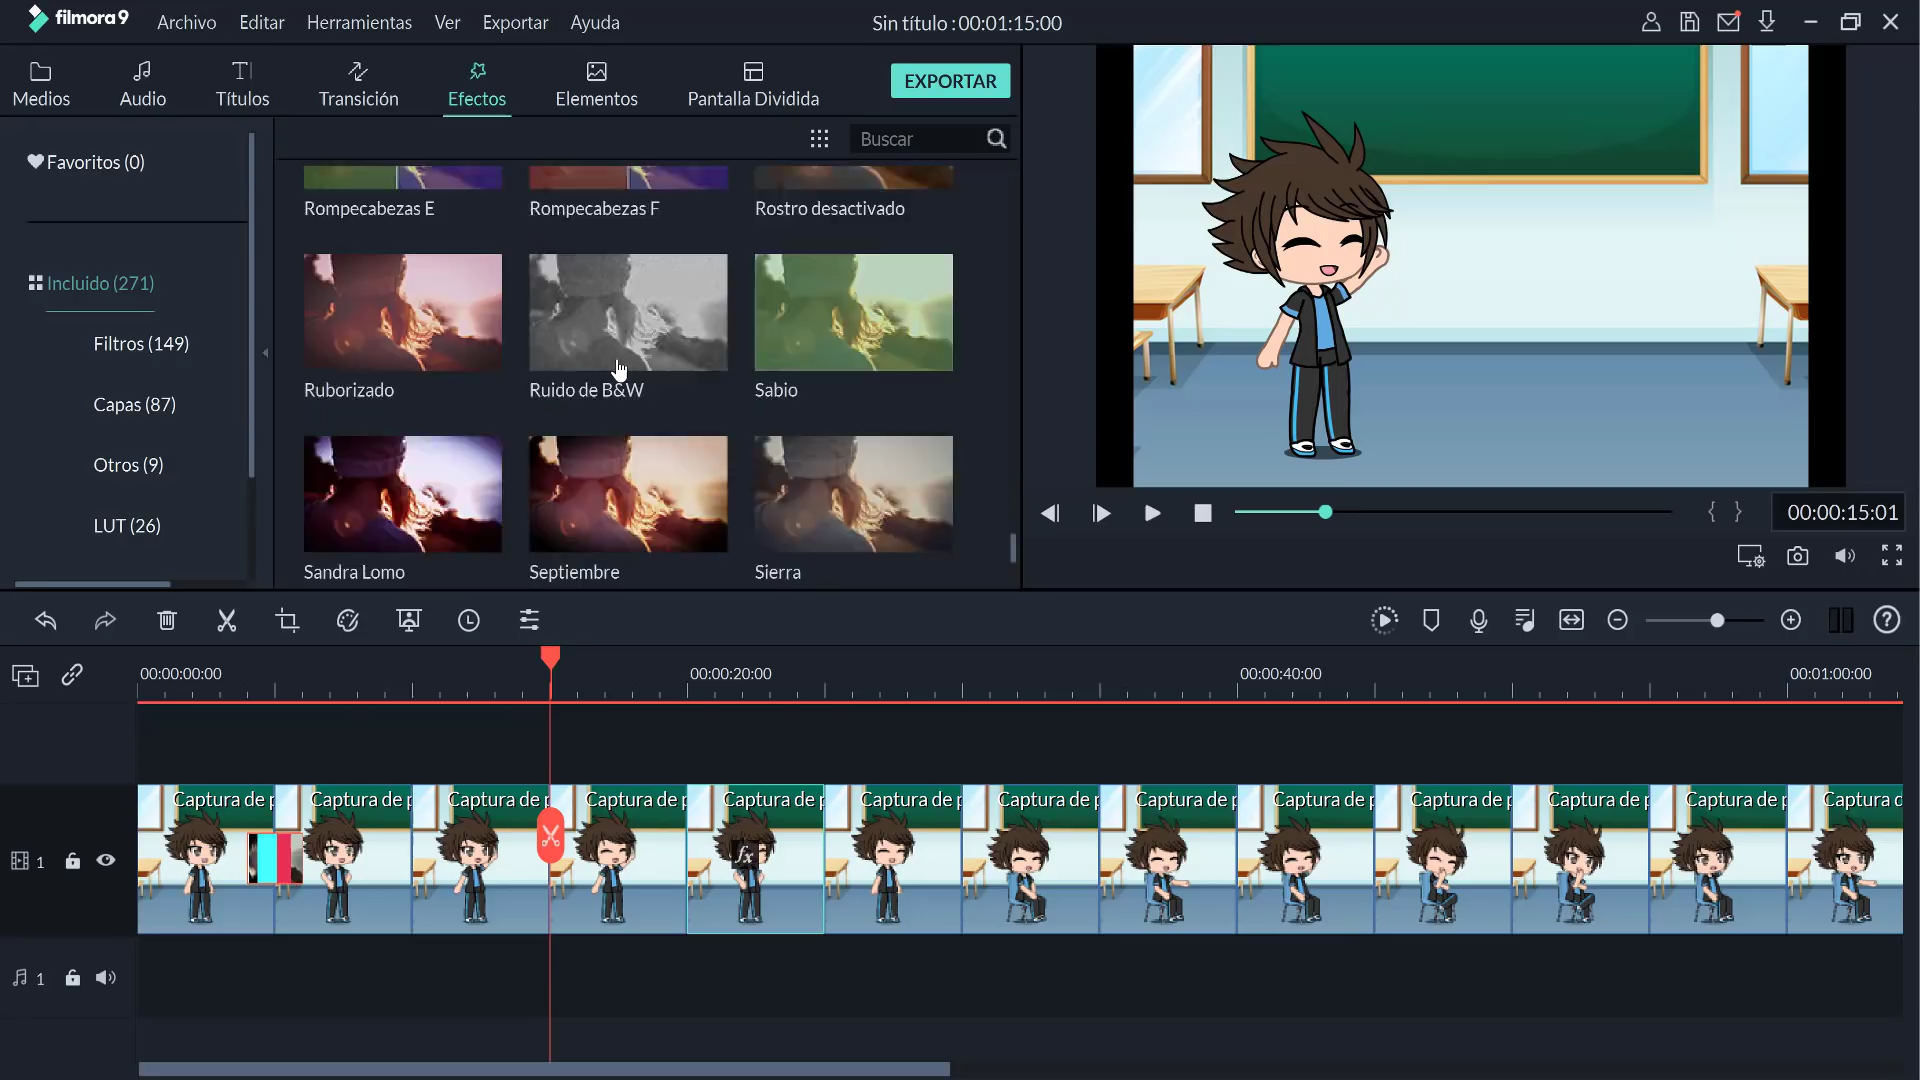 filmora 9 Archivo Editar Herramientas Ver Exportar Ayuda Sin título : 00:01:15:00
Medios Audio Títulos Transición Efectos Elementos Pantalla Dividida EXPORTAR
Buscar
Favoritos (0)
Incluido (271)
Filtros (149)
Capas (87)
Otros (9)
LUT (26)
Rompecabezas E Rompecabezas F Rostro desactivado
Ruborizado Ruido de B&W Sabio
Sandra Lomo Septiembre Sierra
{ } 00:00:15:01
00:00:00:00 00:00:20:00 00:00:40:00 00:01:00:00
Captura de p Captura de p Captura de p Captura de p Captura de p Captura de p Captura de p Captura de p Captura de p Captura de p Captura de p Captura de p Captura d
fx
1
1